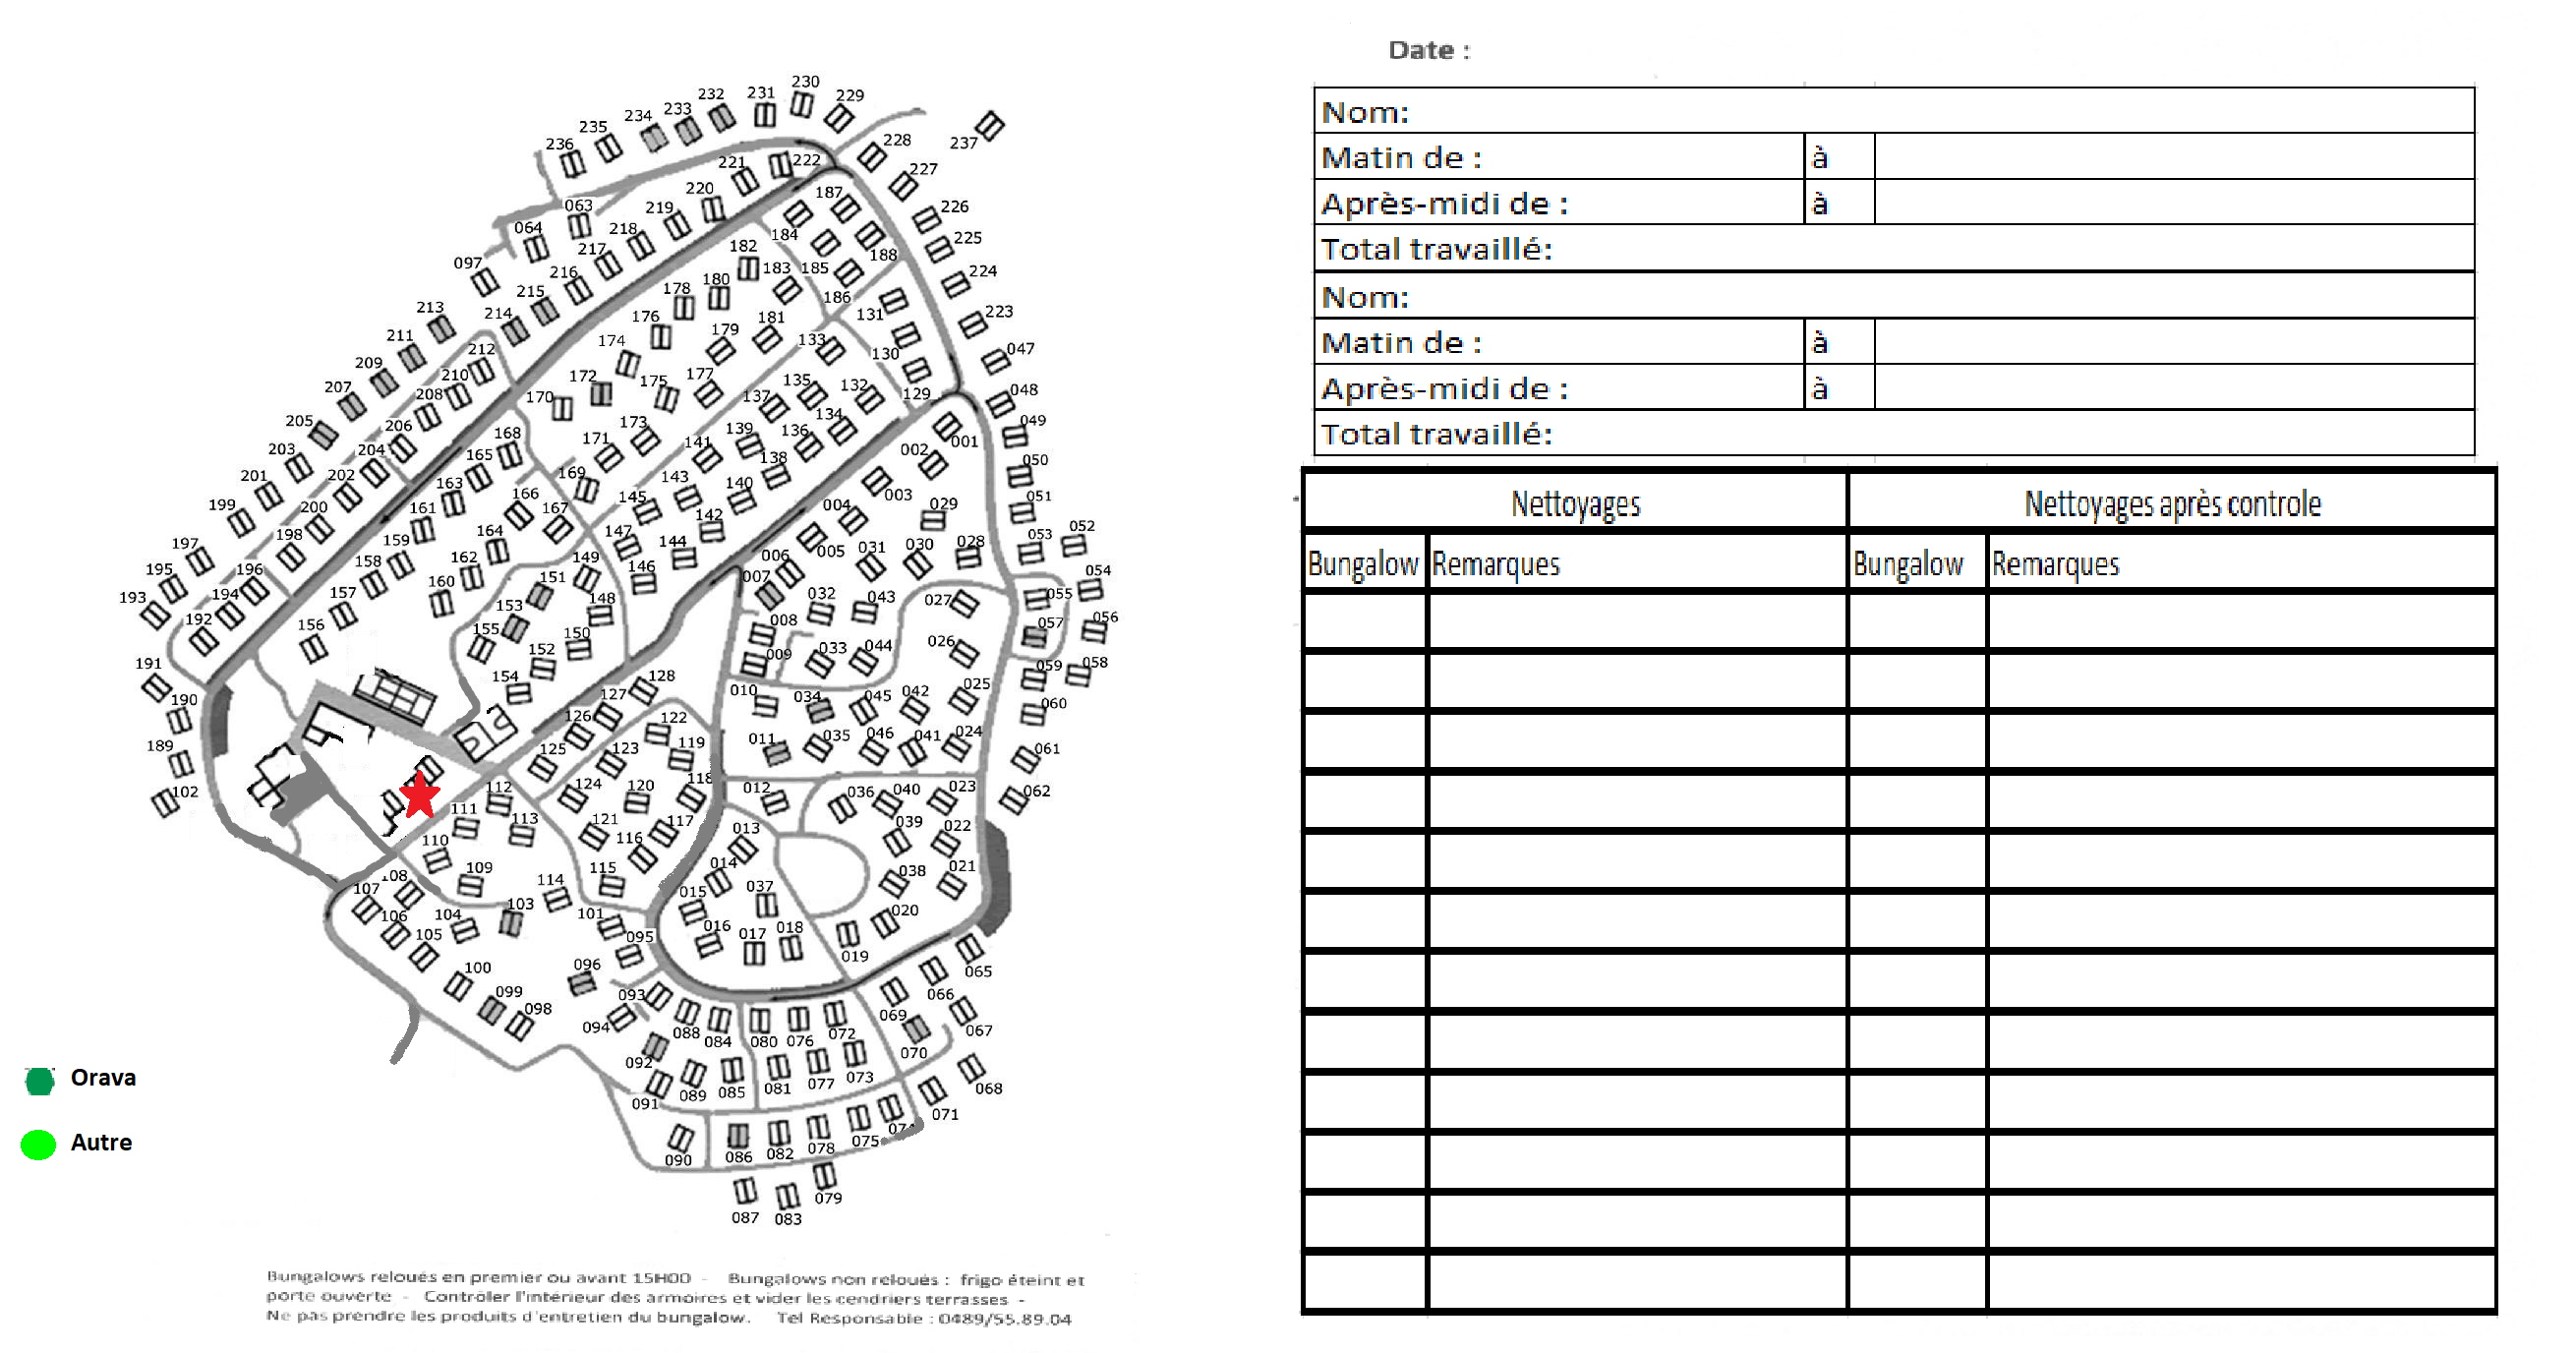 Date :
Nom:
Matin de : à
Après-midi de : à
Total travaillé:
Nom:
Matin de : à
Après-midi de : à
Total travaillé:
Nettoyages Nettoyages après controle
Bungalow Remarques Bungalow Remarques
230
232 231 229
234 233
235
236 237
228
221 222 227
220 187
063 219 226
064 218 184 225
217 182 188
097 216 183 185 224
215 178 180 186
213 214 176 181 131 223
211 212 174 179 133 130 047
209 210 172 175 177 135 132 129 048
207 208 170 137 134 049
205 206 168 171 173 139 136 001
203 204 165 141 138 002 050
201 202 163 169 143 140 003 051
199 200 161 166 167 145 142 004 029 052
197 198 159 164 147 144 005 031 030 028 053
195 196 158 162 149 146 006 054
193 194 157 160 151 148 007 032 043 027 055
192 156 153 150 008 033 044 026 057 056
191 155 152 009 059 058
190 154 128 010 034 045 042 025 060
189 127 122 011 035 046 041 024 061
102 126 125 123 119
112 124 120 118 012 036 040 023 062
111 113 121 117 013 039 022
110 109 116 014 038 021
107 108 115 114 015 037 020
106 104 103 101 016 017 018 019
105 095 065
100 096 093 066
099 098 094 088 084 080 076 072 069 067
092 070
091 089 085 081 077 073 068
071
090 086 082 078 075 074
087 083 079
Orava
Autre
Bungalows reloués en premier ou avant 15H00 - Bungalows non reloués : frigo éteint et
porte ouverte - Contrôler l'intérieur des armoires et vider les cendriers terrasses -
Ne pas prendre les produits d'entretien du bungalow. Tel Responsable : 0489/55.89.04